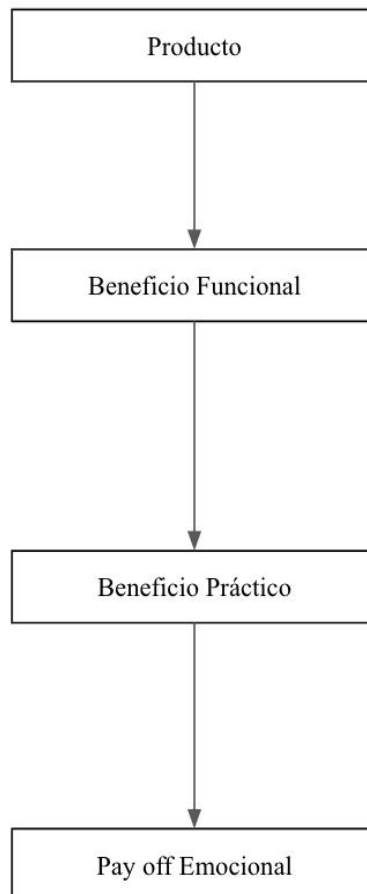 Producto
Beneficio Funcional
Beneficio Práctico
Pay off Emocional